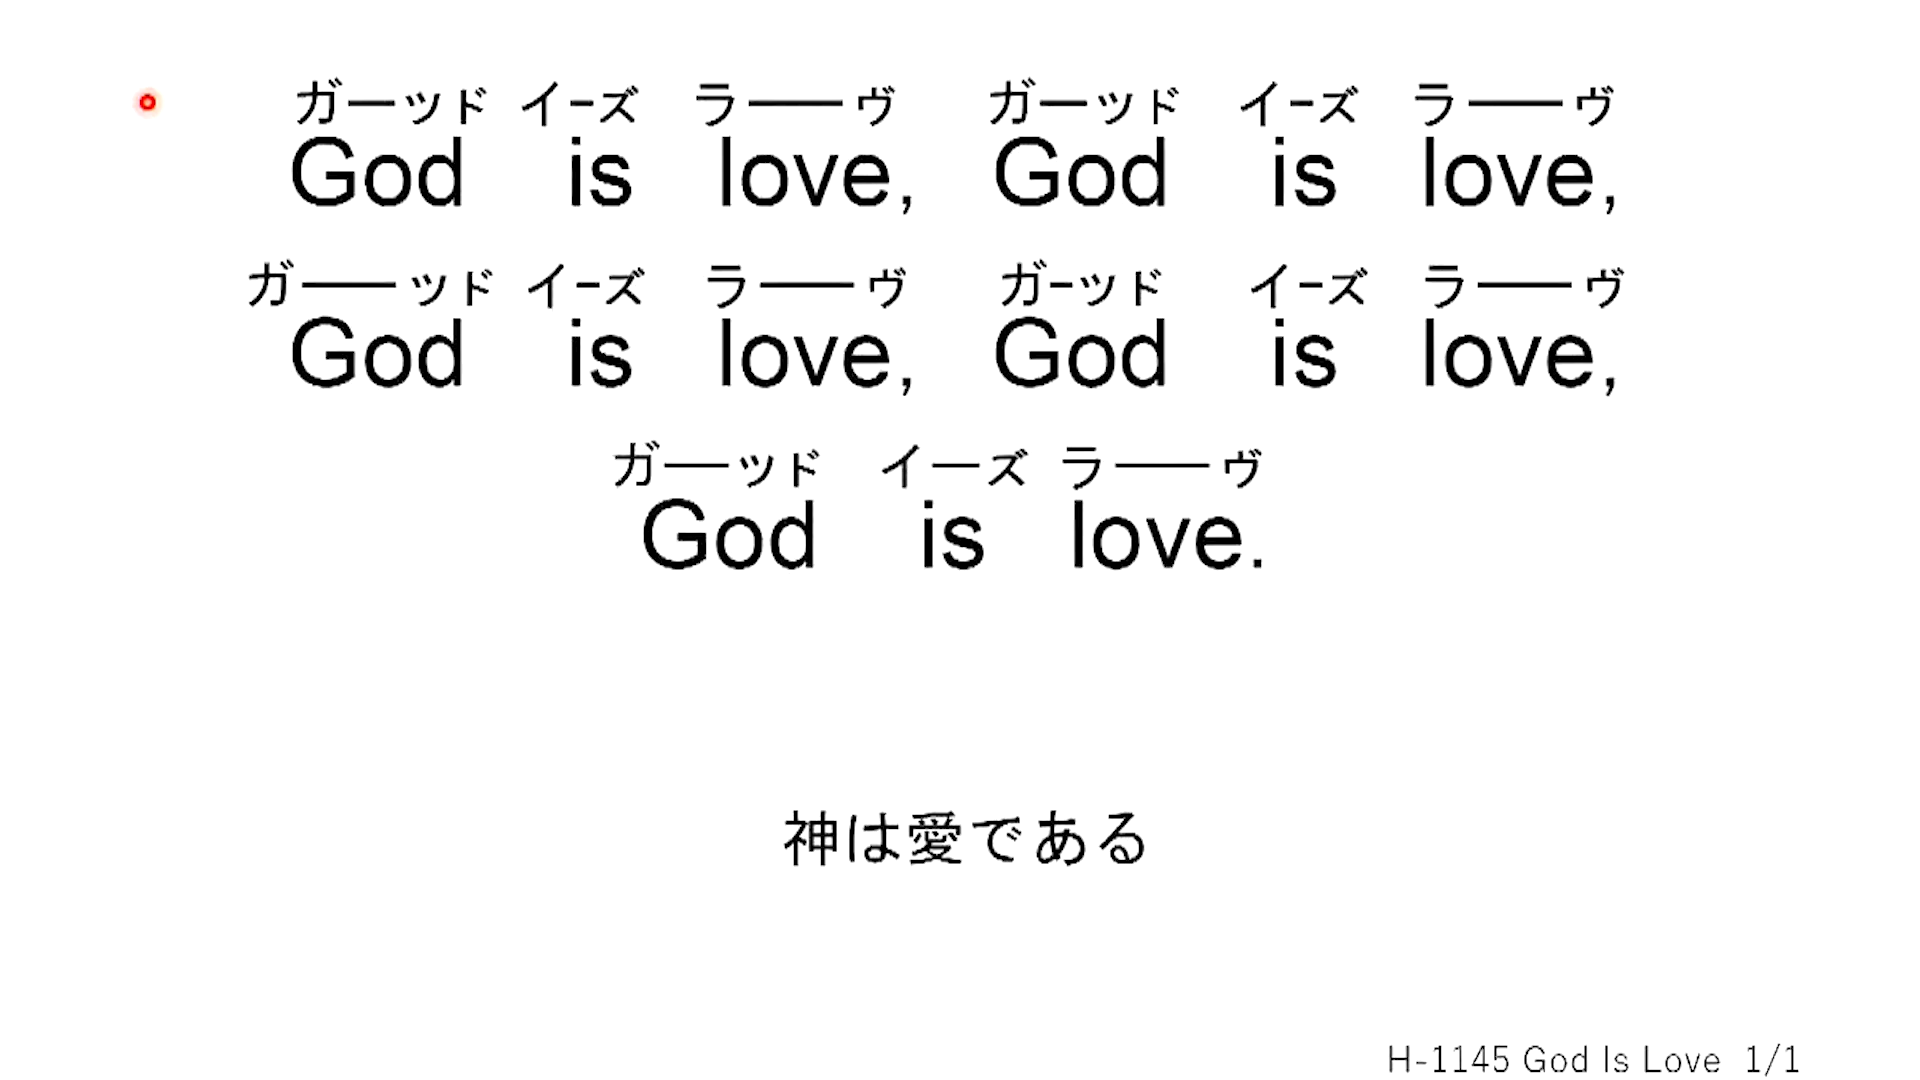 ガーッド イーズ ラーーヴ ガーッド イーズ ラーーヴ
God is love, God is love,
ガーーッド イーズ ラーーヴ ガーッド イーズ ラーーヴ
God is love, God is love,
ガーッド イーズ ラーーヴ
God is love.
神は愛である
H-1145 God Is Love 1/1